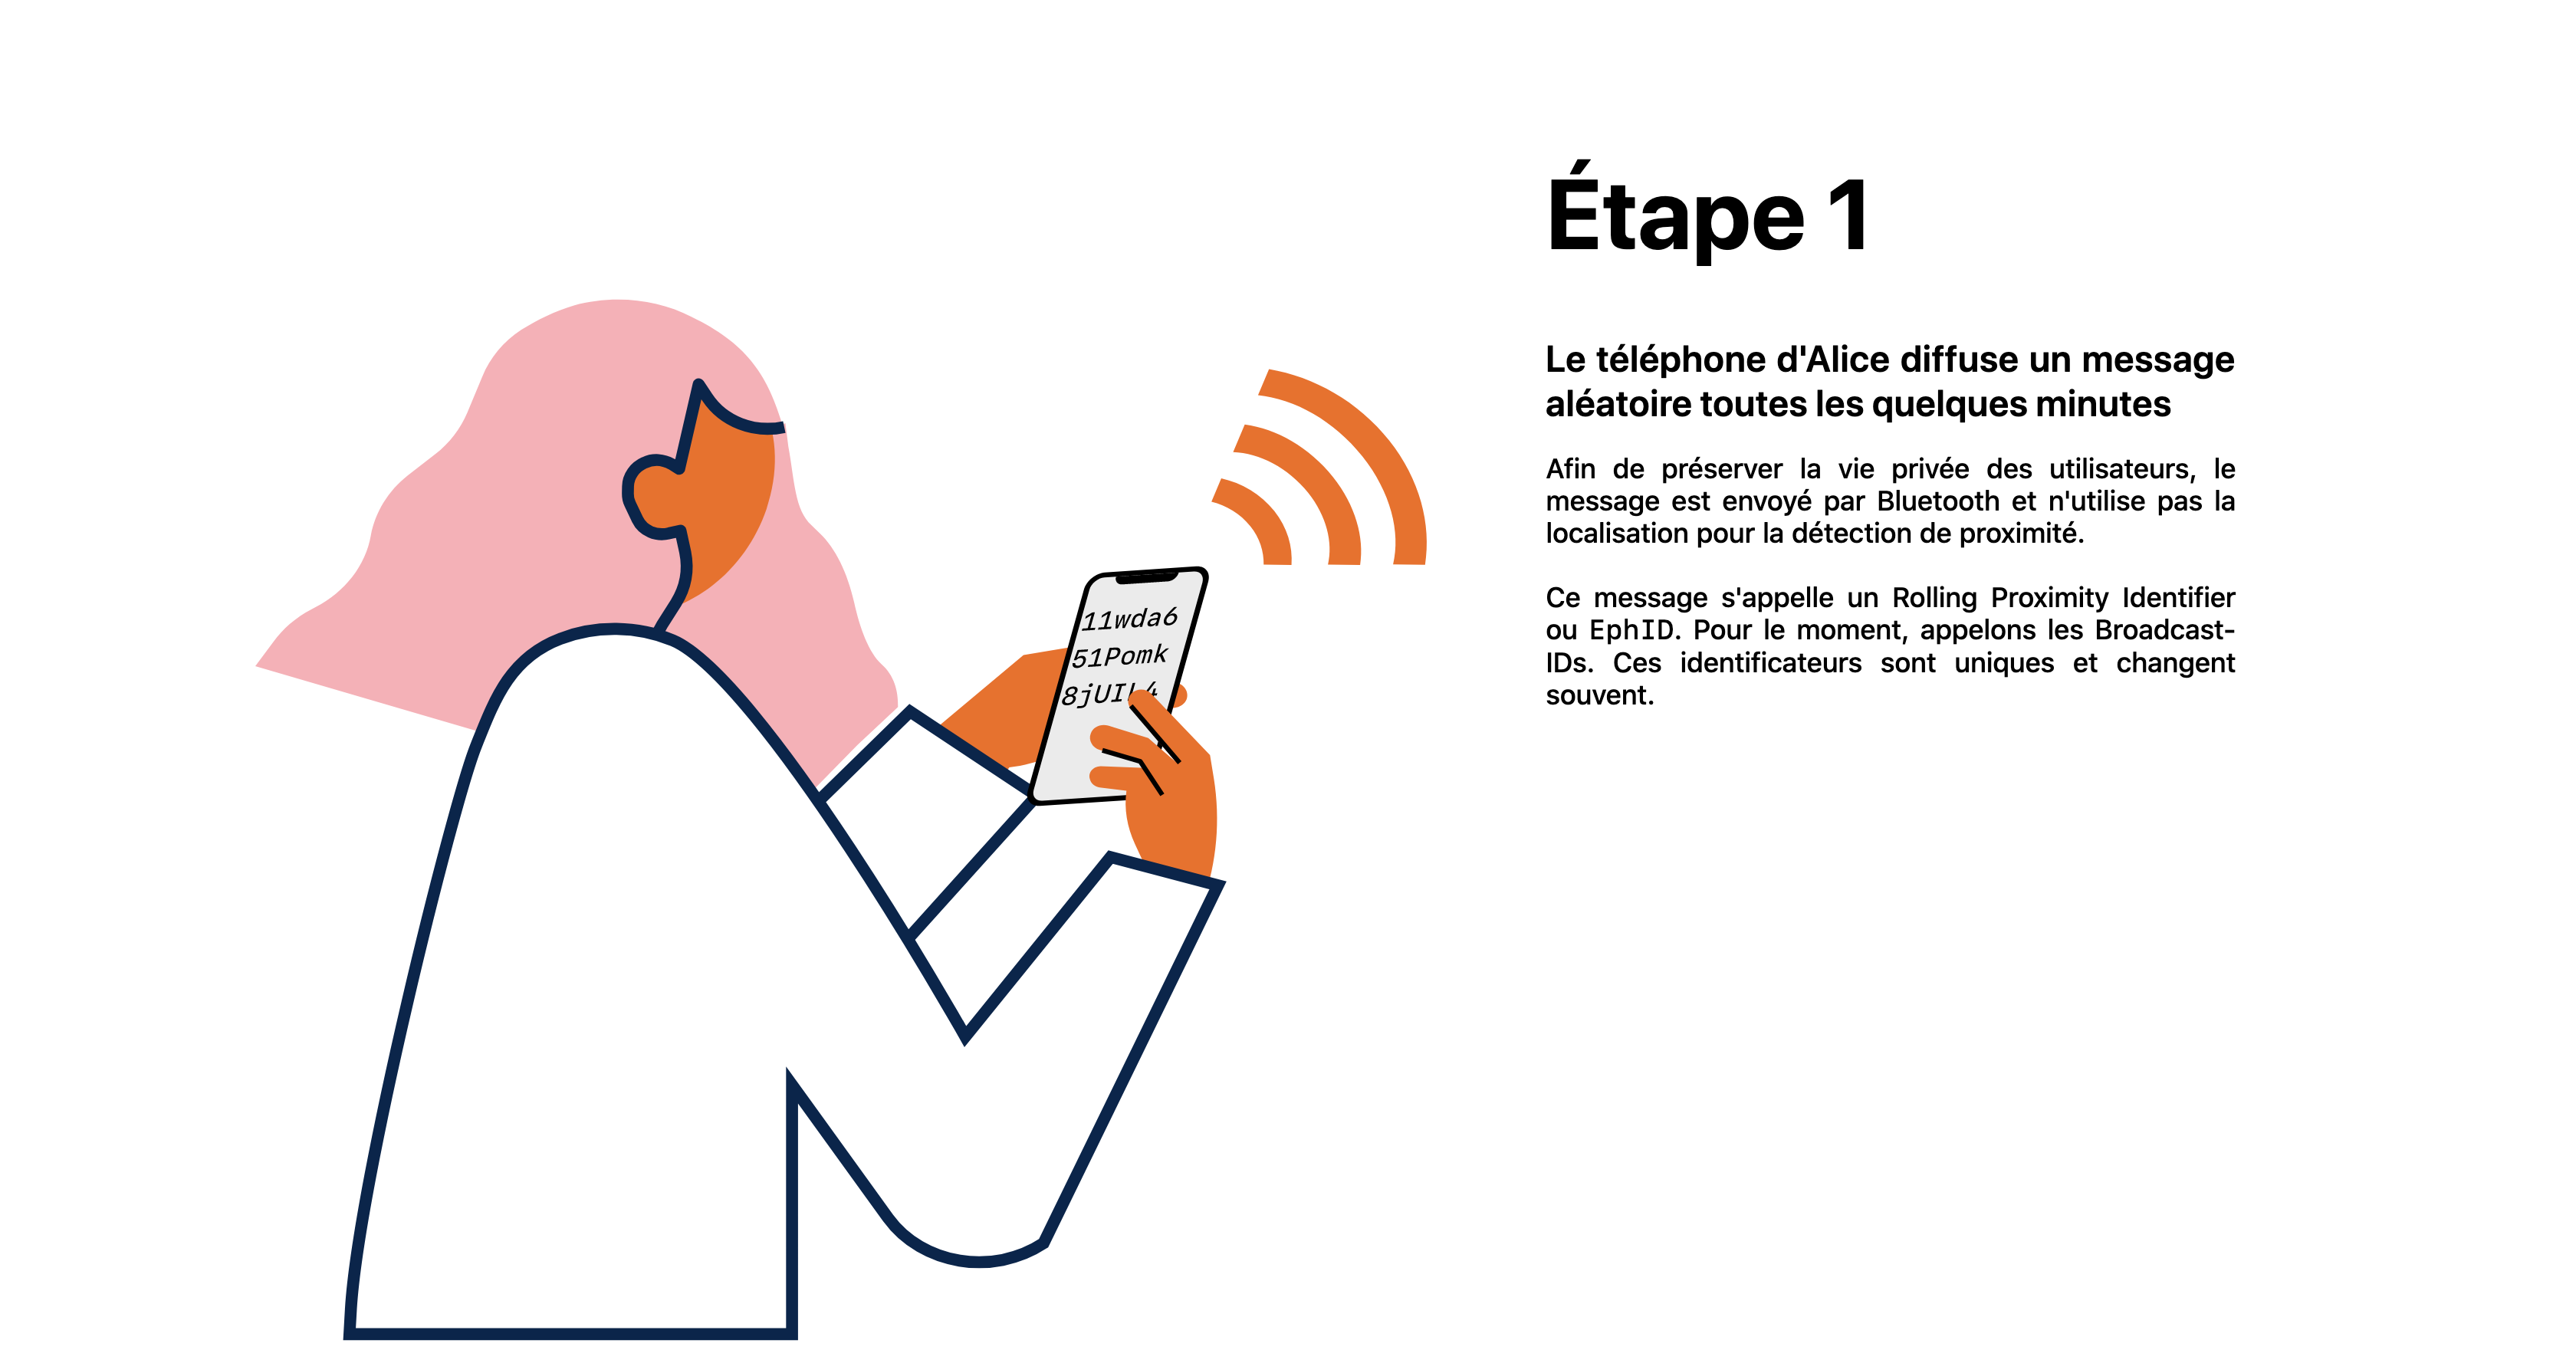 Étape 1
Le téléphone d'Alice diffuse un message
aléatoire toutes les quelques minutes
Afin de préserver la vie privée des utilisateurs, le
message est envoyé par Bluetooth et n'utilise pas la
localisation pour la détection de proximité.
Ce message s'appelle un Rolling Proximity Identifier
ou EphID. Pour le moment, appelons les Broadcast-
IDs. Ces identificateurs sont uniques et changent
souvent.
11wda6
51Pomk